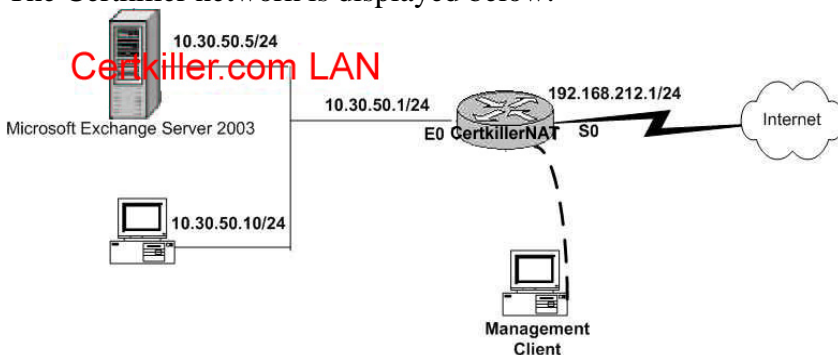 The Certkiller network is displayed below:
10.30.50.5/24
Certkiller.com LAN
10.30.50.1/24
192.168.212.1/24
Microsoft Exchange Server 2003
E0 CertkillerNAT S0
Internet
10.30.50.10/24
Management
Client